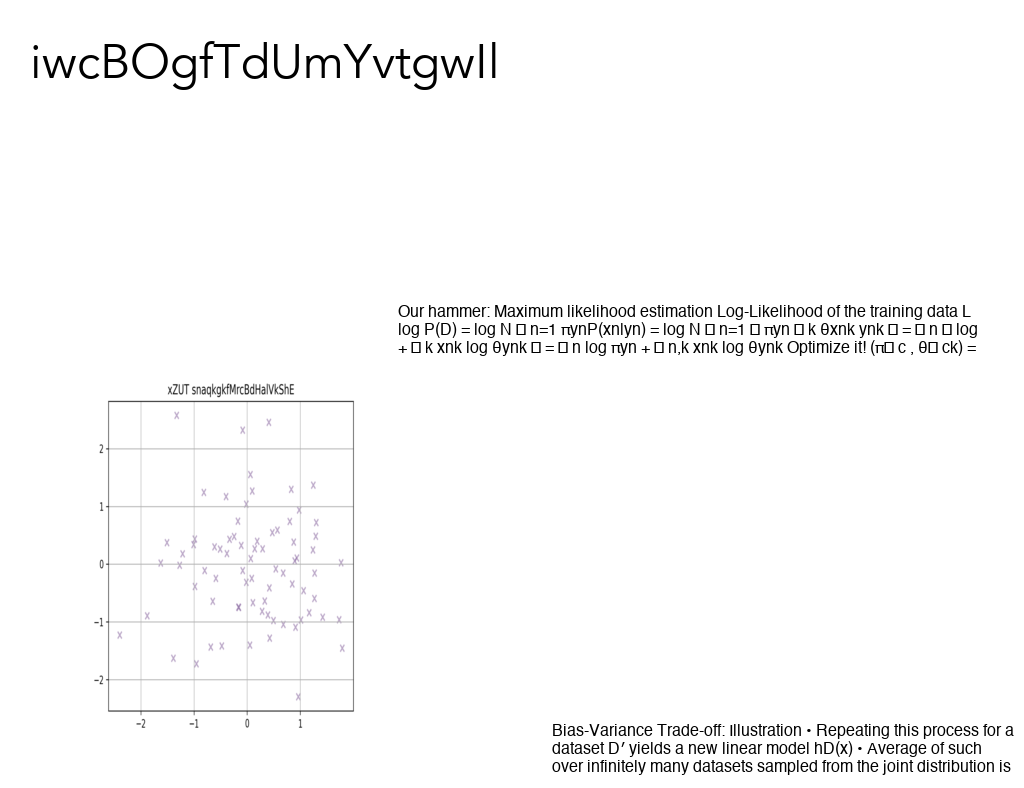 iwcBOgfTdUmYvtgwIl
Our hammer: Maximum likelihood estimation Log-Likelihood of the training data L
log P(D) = log N □ n=1 πynP(xnlyn) = log N □ n=1 □ πyn □ k θxnk ynk □ = □ n □ log
+ □ k xnk log θynk □ = □ n log πyn + □ n,k xnk log θynk Optimize it! (π□ c , θ□ ck) =
xZUT snaqkgkfMrcBdHalVkShE
2
1
0
−1
−2
−2 −1 0 1
Bias-Variance Trade-off: Illustration • Repeating this process for a
dataset D′ yields a new linear model hD(x) • Average of such
over infinitely many datasets sampled from the joint distribution is